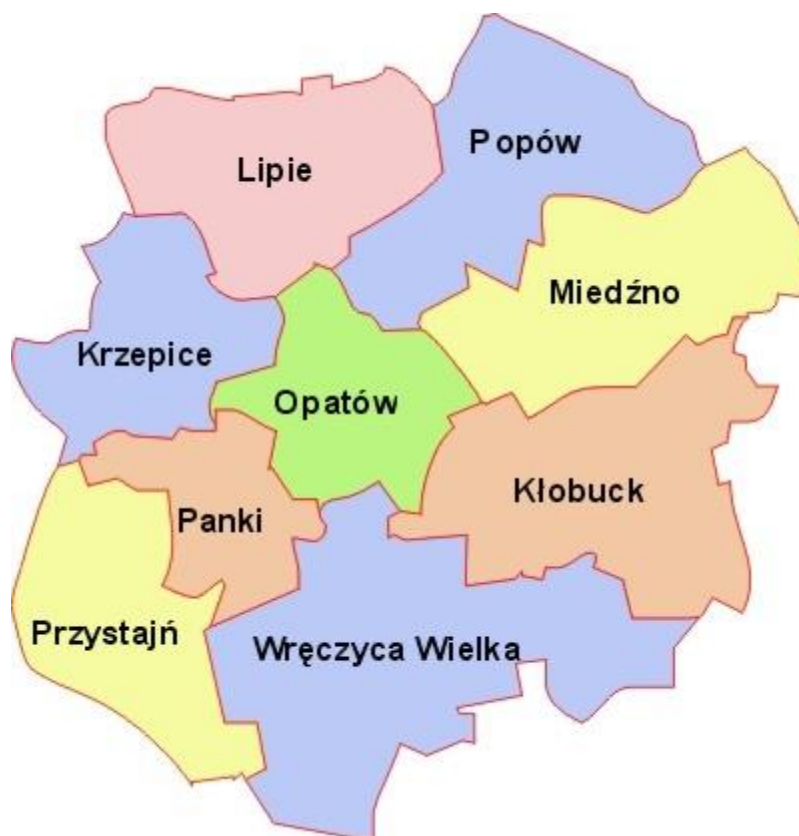 Popów
Lipie
Miedźno
Krzepice
Opatów
Kłobuck
Panki
Przystajń
Wręczyca Wielka